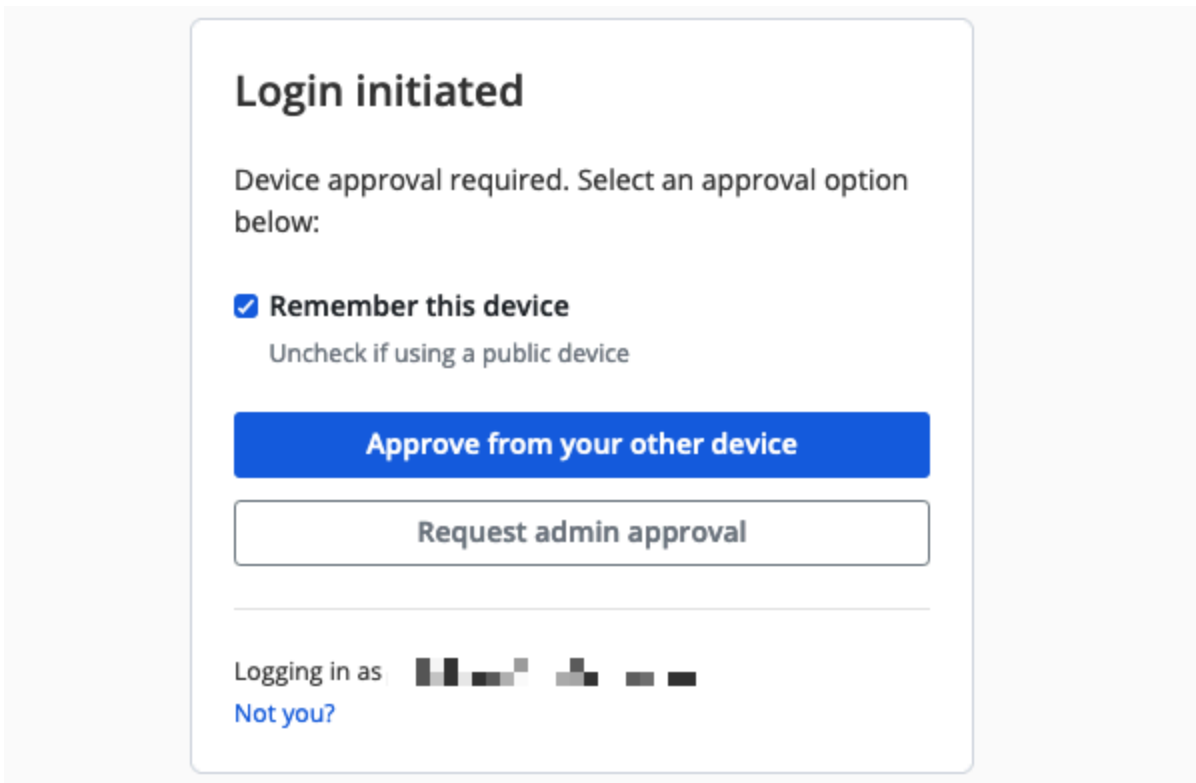 Login initiated
Device approval required. Select an approval option
below:
Remember this device
Uncheck if using a public device
Approve from your other device
Request admin approval
Logging in as
Not you?